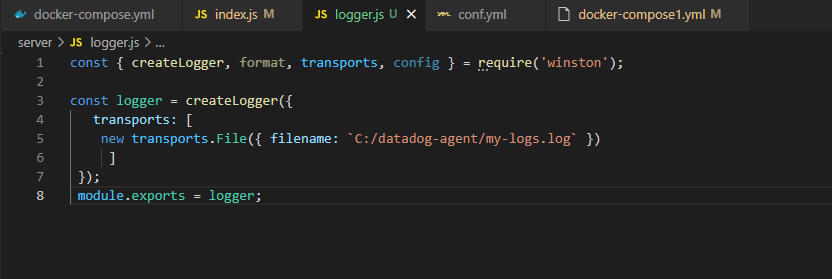 docker-compose.yml JS index.js M JS logger.js U × YAML conf.yml docker-compose1.yml M
server > JS logger.js > ...
1 const { createLogger, format, transports, config } = require('winston');
2
3 const logger = createLogger({
4 transports: [
5 new transports.File({ filename: `C:/datadog-agent/my-logs.log` })
6 ]
7 });
8 module.exports = logger;